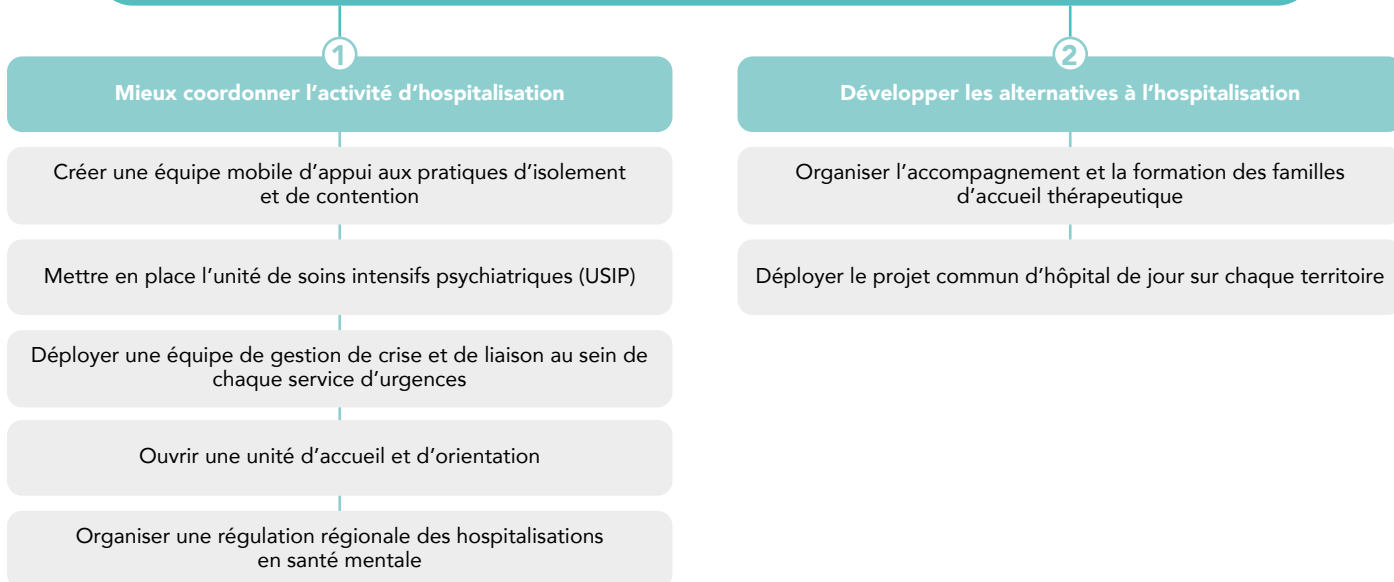 1
Mieux coordonner l’activité d’hospitalisation
Créer une équipe mobile d’appui aux pratiques d’isolement
et de contention
Mettre en place l’unité de soins intensifs psychiatriques (USIP)
Déployer une équipe de gestion de crise et de liaison au sein de
chaque service d’urgences
Ouvrir une unité d’accueil et d’orientation
Organiser une régulation régionale des hospitalisations
en santé mentale
2
Développer les alternatives à l’hospitalisation
Organiser l’accompagnement et la formation des familles
d’accueil thérapeutique
Déployer le projet commun d’hôpital de jour sur chaque territoire